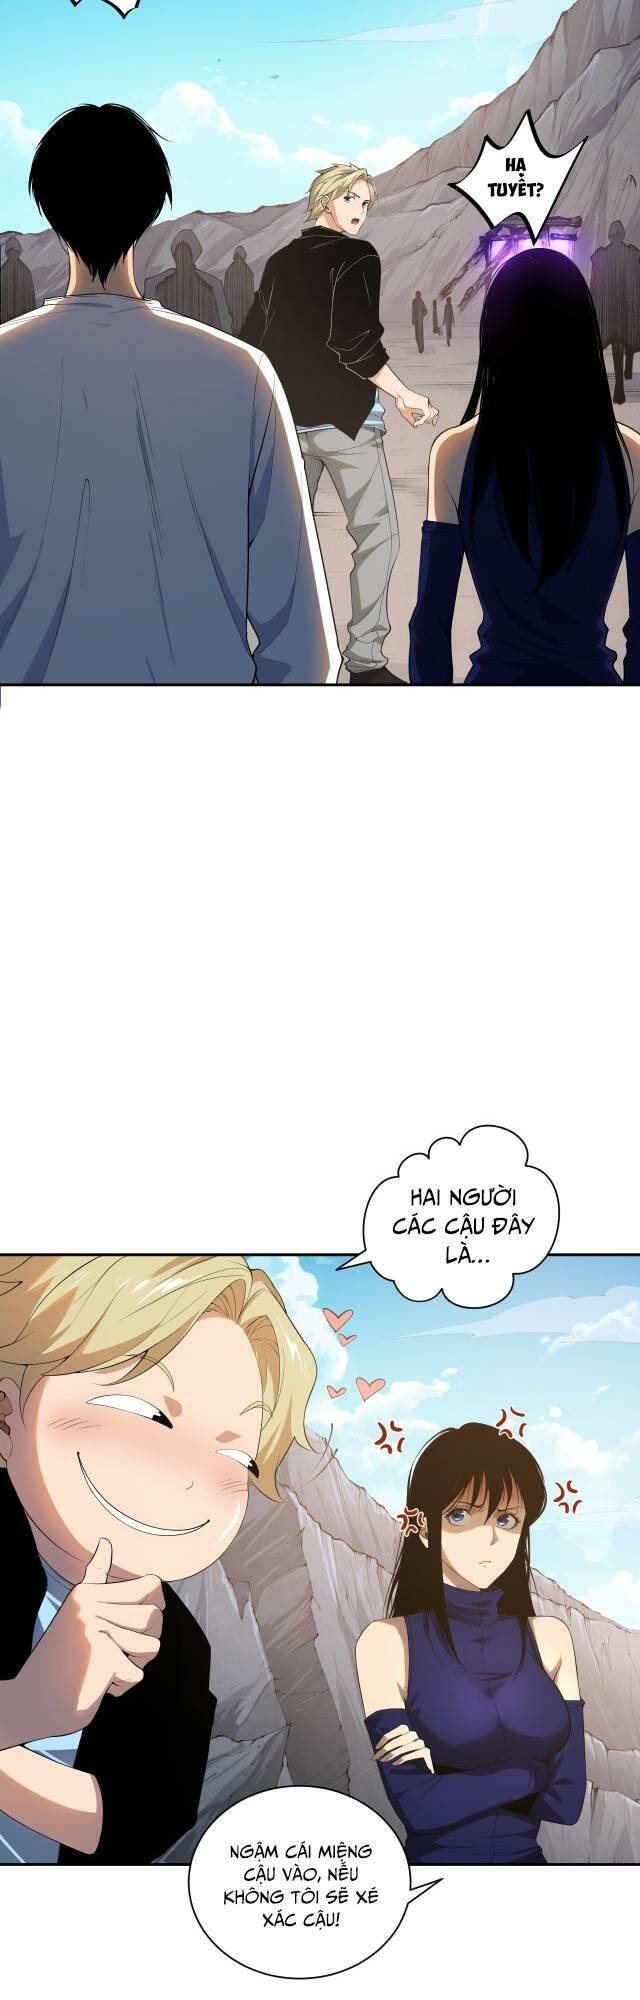 HẠ
TUYẾT?
HAI NGƯỜI
CÁC CẬU ĐÂY
LÀ...
NGẬM CÁI MIỆNG
CẬU VÀO, NẾU
KHÔNG TÔI SẼ XÉ
XÁC CẬU!